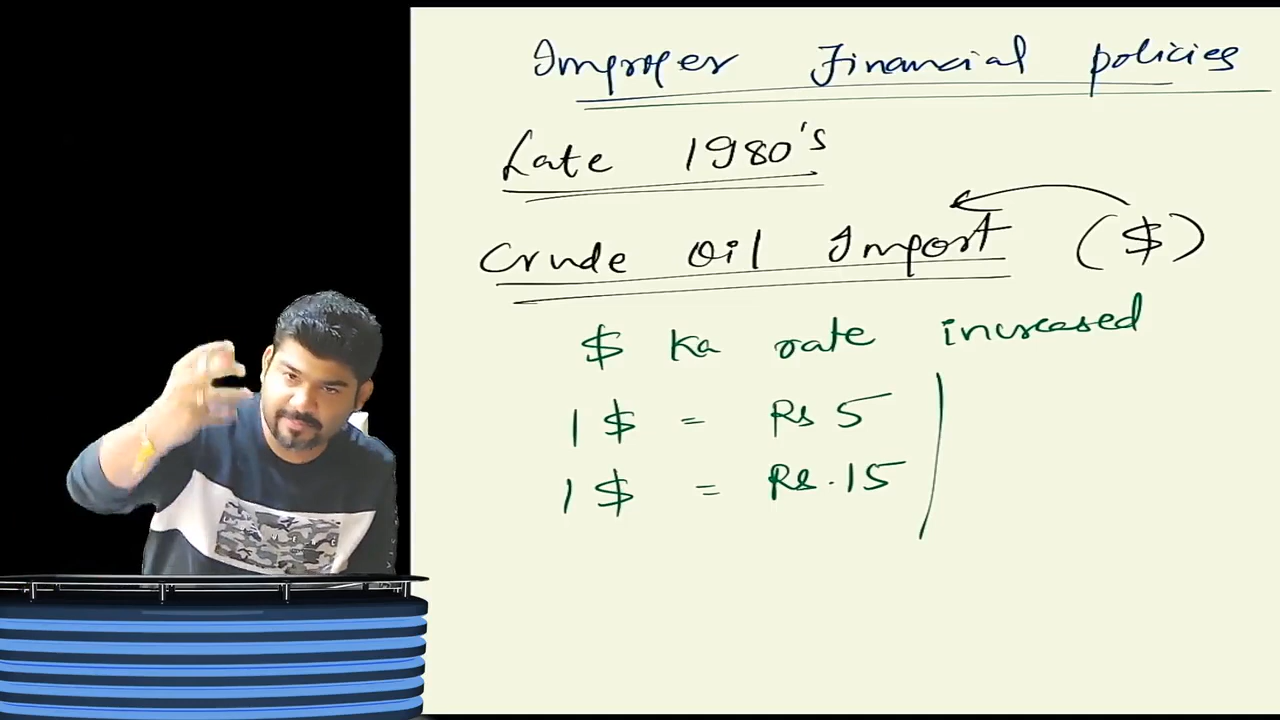 Improper Financial policies
Late 1980's
Crude Oil Import ($)
$ Ka rate increased
1 $ = Rs 5
1 $ = Rs. 15